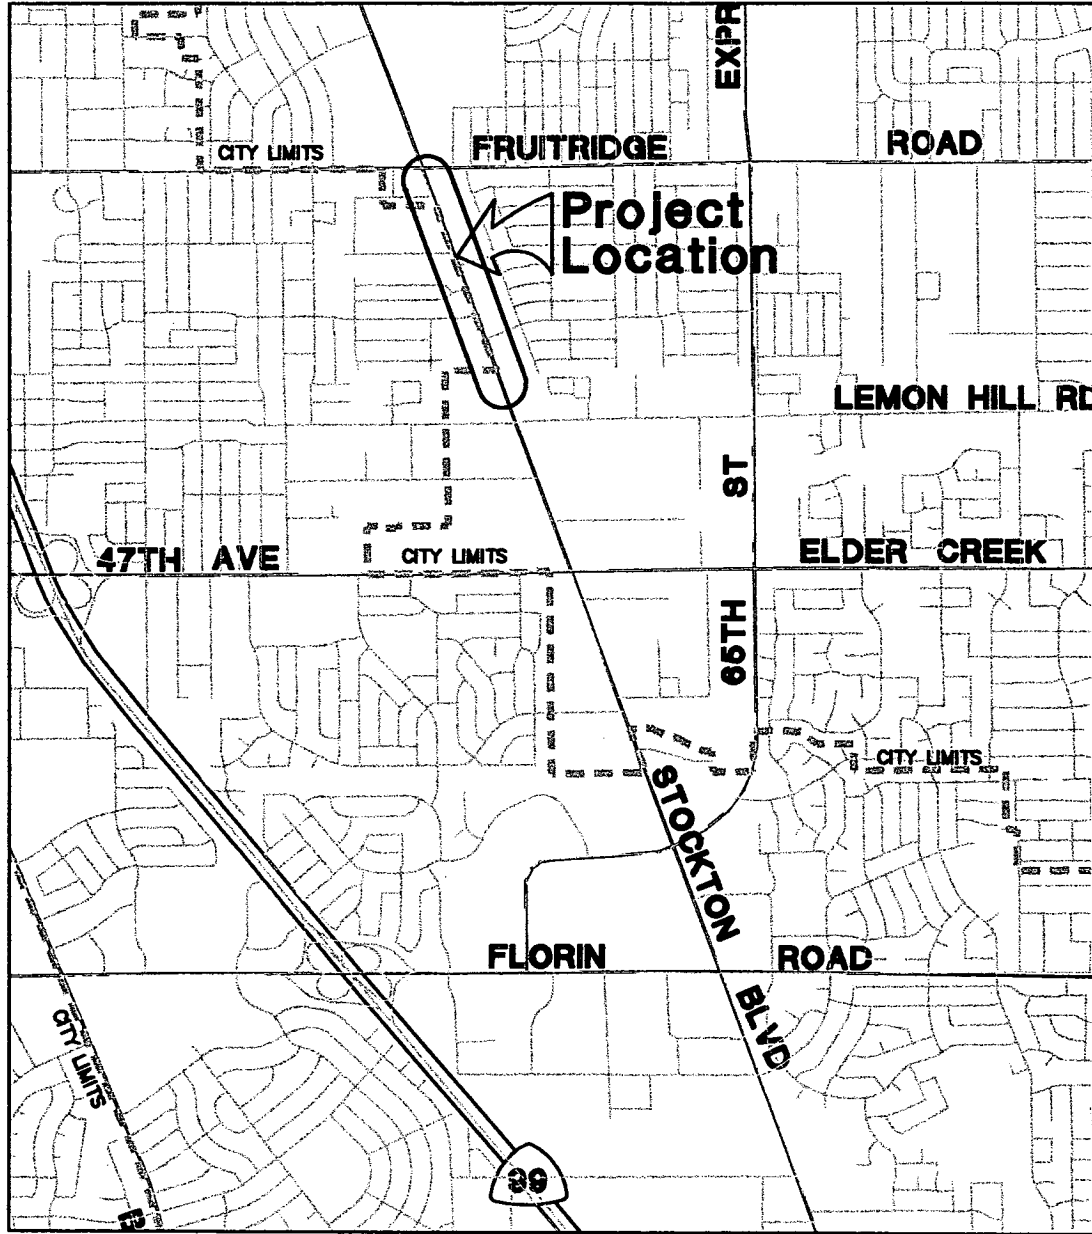 EXPR
CITY LIMITS
FRUITRIDGE ROAD
Project
Location
LEMON HILL RD
ST
47TH AVE
CITY LIMITS
ELDER CREEK
65TH
CITY LIMITS
STOCKTON
FLORIN ROAD
BLVD
CITY LIMITS